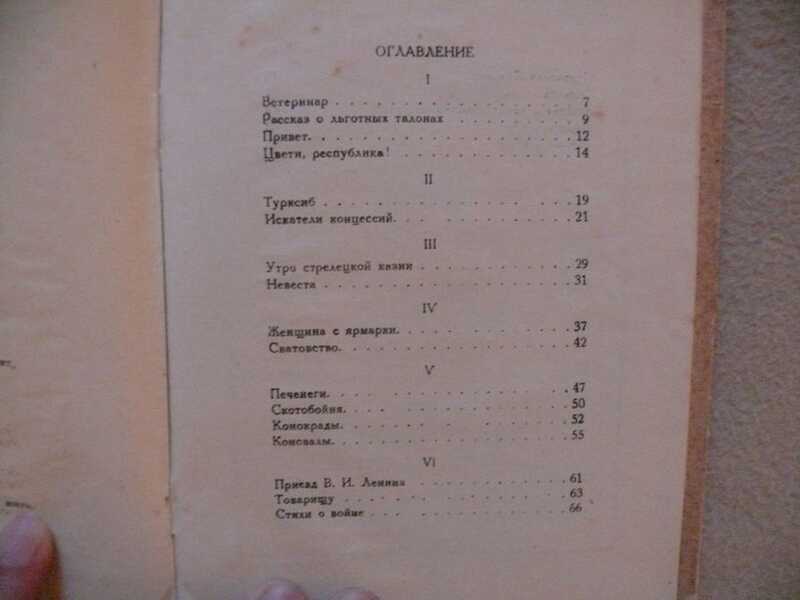 ОГЛАВЛЕНИЕ
I
Ветеринар . . . . . . . . . . . . . . . . 7
Рассказ о льготных талонах . . . . . . . . 9
Привет. . . . . . . . . . . . . . . . . 12
Цвети, республика! . . . . . . . . . . . 14
II
Турксиб . . . . . . . . . . . . . . . . 19
Искатели концессий. . . . . . . . . . . 21
III
Утро стрелецкой казни . . . . . . . . . . 29
Невеста . . . . . . . . . . . . . . . . 31
IV
Женщина с ярмарки. . . . . . . . . . . . 37
Сватовство. . . . . . . . . . . . . . . 42
V
Печенеги. . . . . . . . . . . . . . . . 47
Скотобойня. . . . . . . . . . . . . . . 50
Конокрады. . . . . . . . . . . . . . . . 52
Коновалы. . . . . . . . . . . . . . . . 55
VI
Приезд В. И. Ленина . . . . . . . . . . 61
Товарищу . . . . . . . . . . . . . . . . 63
Стихи о войне . . . . . . . . . . . . . 66